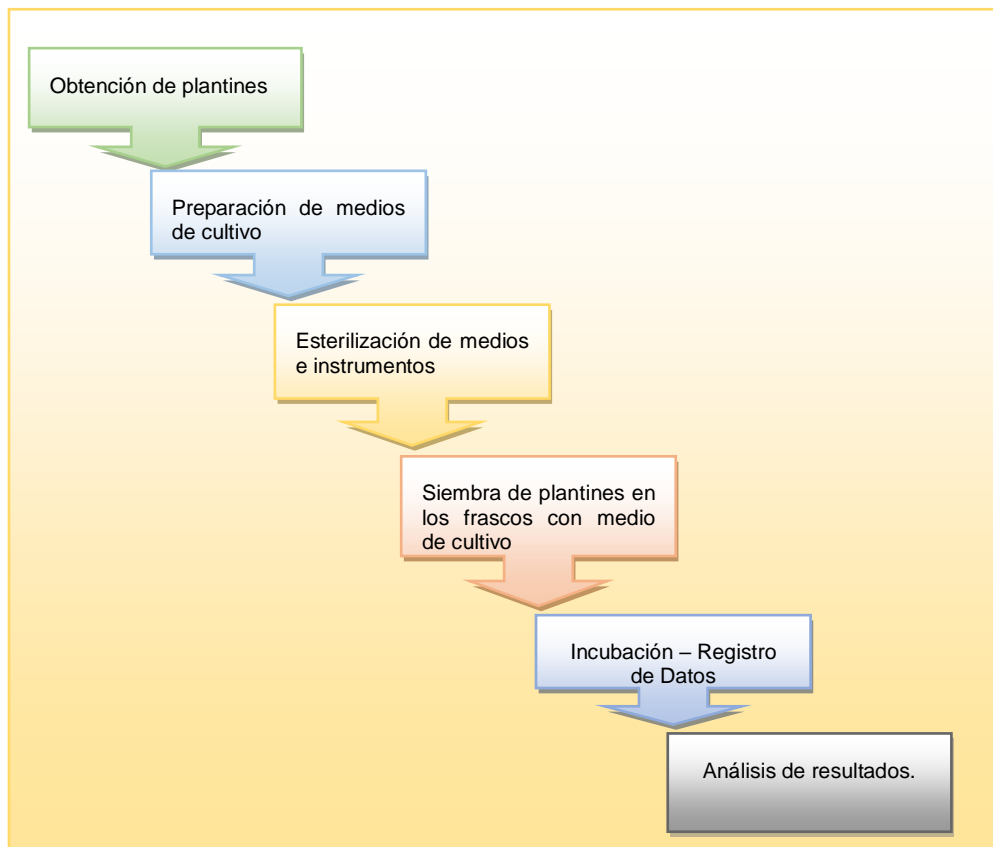 Obtención de plantines
Preparación de medios
de cultivo
Esterilización de medios
e instrumentos
Siembra de plantines en
los frascos con medio
de cultivo
Incubación – Registro
de Datos
Análisis de resultados.